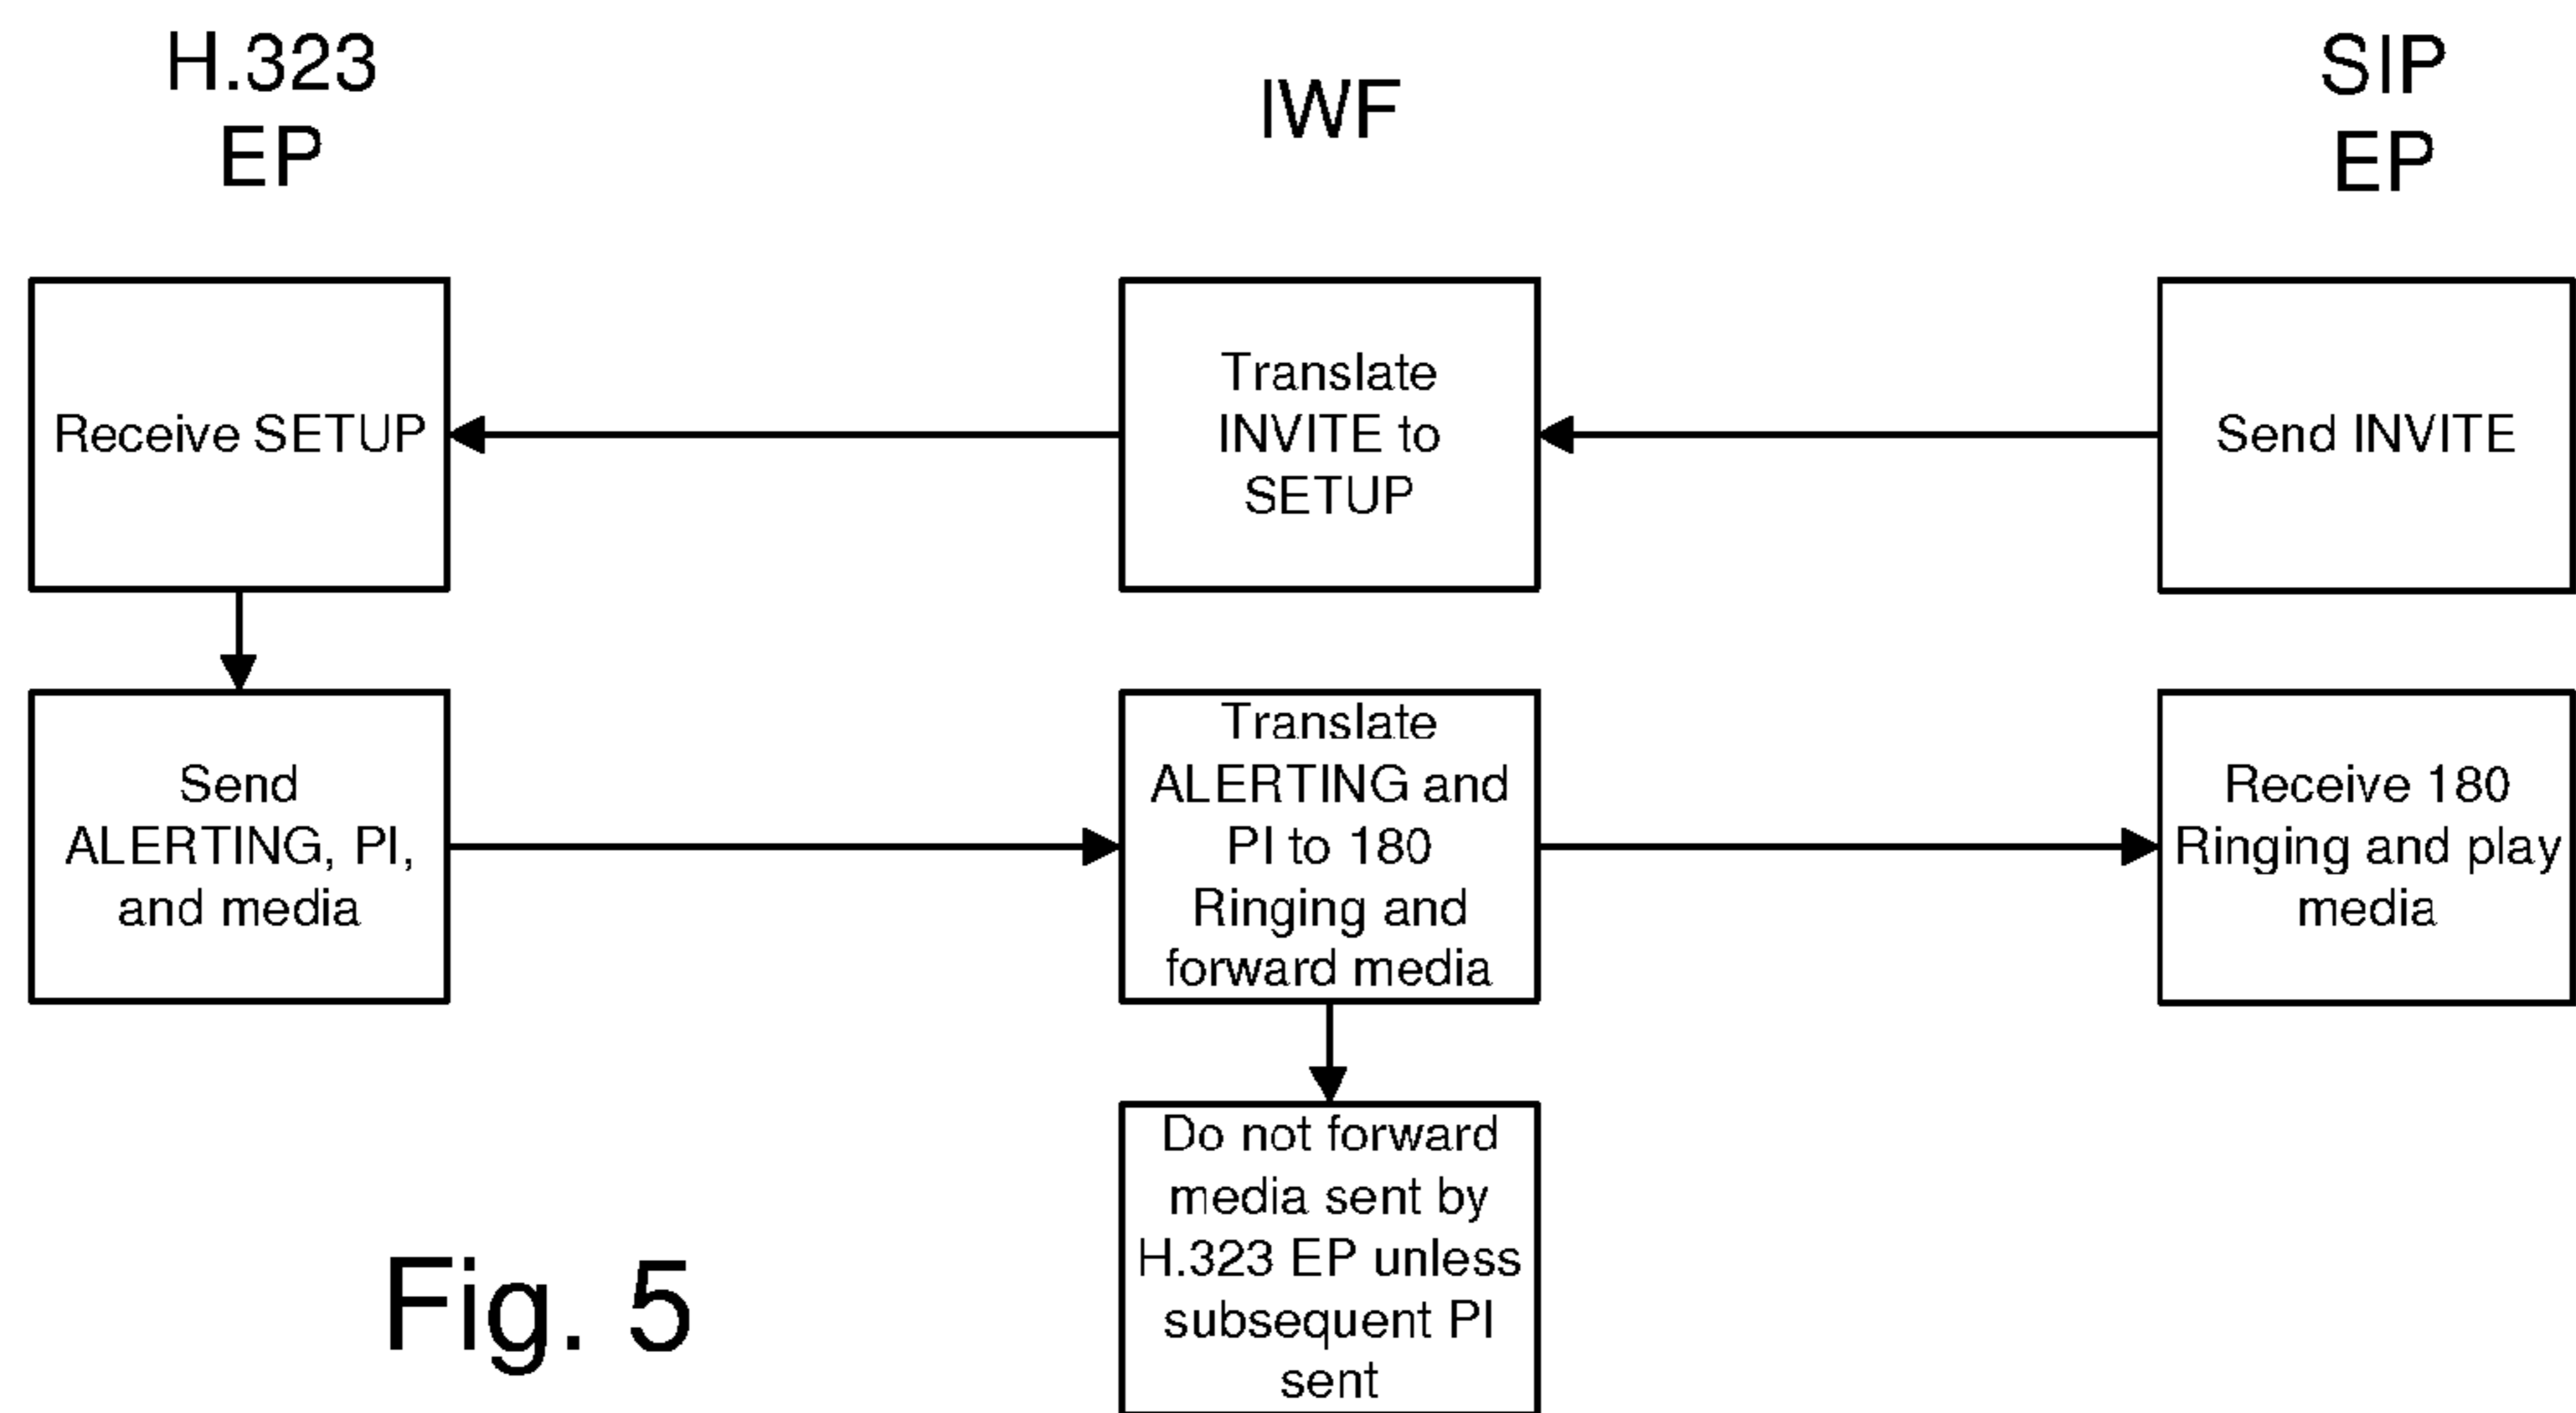 H.323
EP
IWF
SIP
EP
Receive SETUP
Translate
INVITE to
SETUP
Send INVITE
Send
ALERTING, PI,
and media
Translate
ALERTING and
PI to 180
Ringing and
forward media
Receive 180
Ringing and play
media
Do not forward
media sent by
H.323 EP unless
subsequent PI
sent
Fig. 5